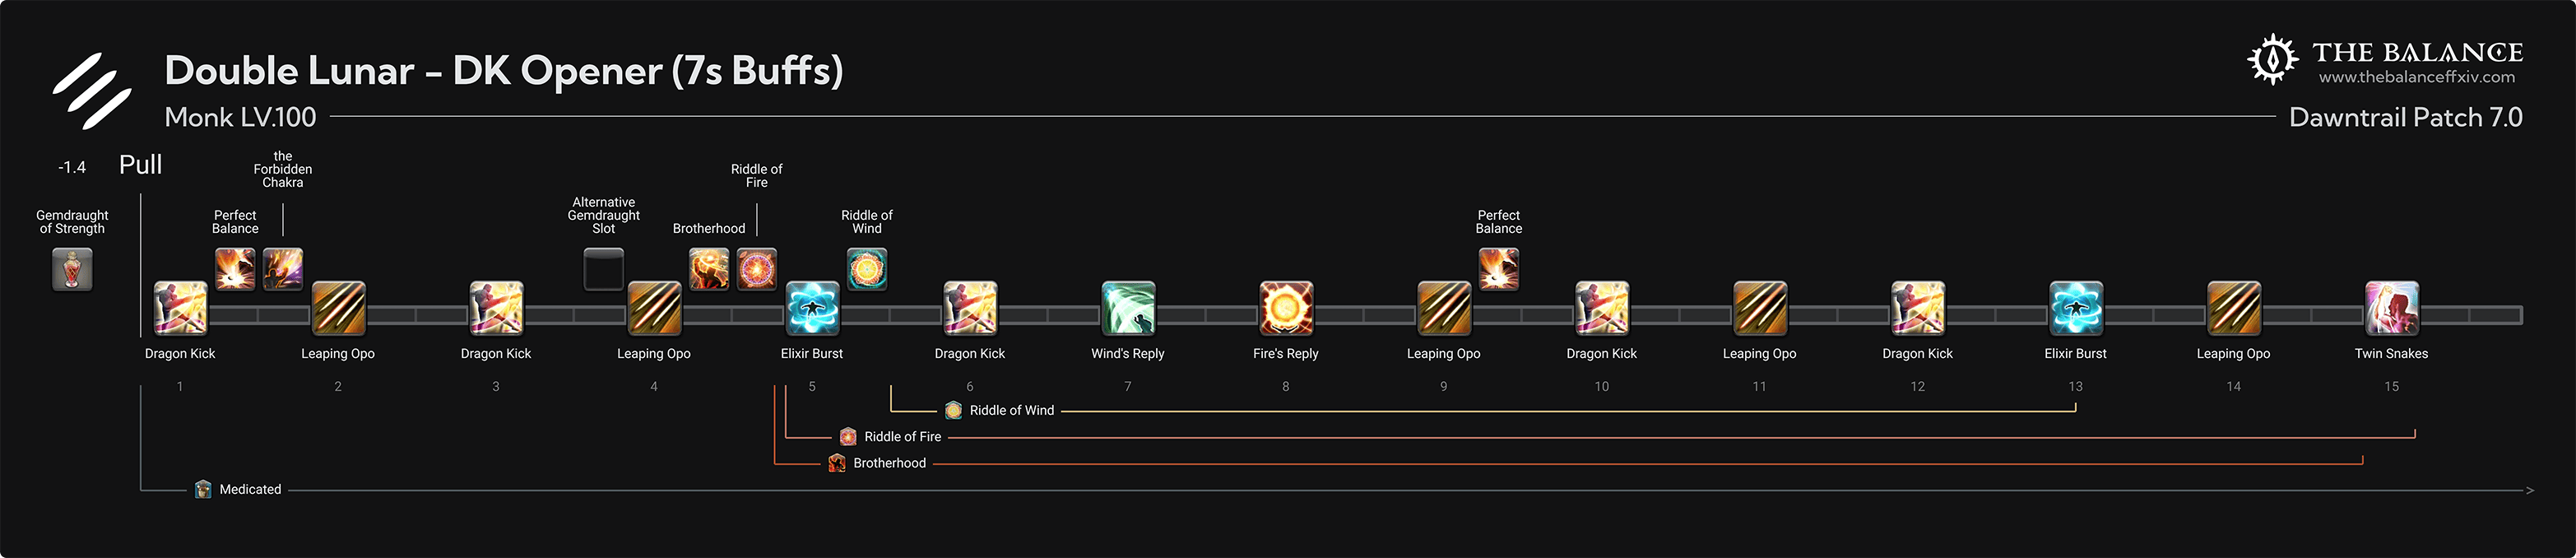 Double Lunar - DK Opener (7s Buffs)
THE BALANCE
www.thebalanceffxiv.com
Monk LV.100
Dawntrail Patch 7.0
-1.4
Pull
Gemdraught
of Strength
Perfect
Balance
the
Forbidden
Chakra
Alternative
Gemdraught
Slot
Brotherhood
Riddle of
Fire
Riddle of
Wind
Perfect
Balance
Dragon Kick
Leaping Opo
Dragon Kick
Leaping Opo
Elixir Burst
Dragon Kick
Wind's Reply
Fire's Reply
Leaping Opo
Dragon Kick
Leaping Opo
Dragon Kick
Elixir Burst
Leaping Opo
Twin Snakes
1
2
3
4
5
6
7
8
9
10
11
12
13
14
15
Riddle of Wind
Riddle of Fire
Brotherhood
Medicated